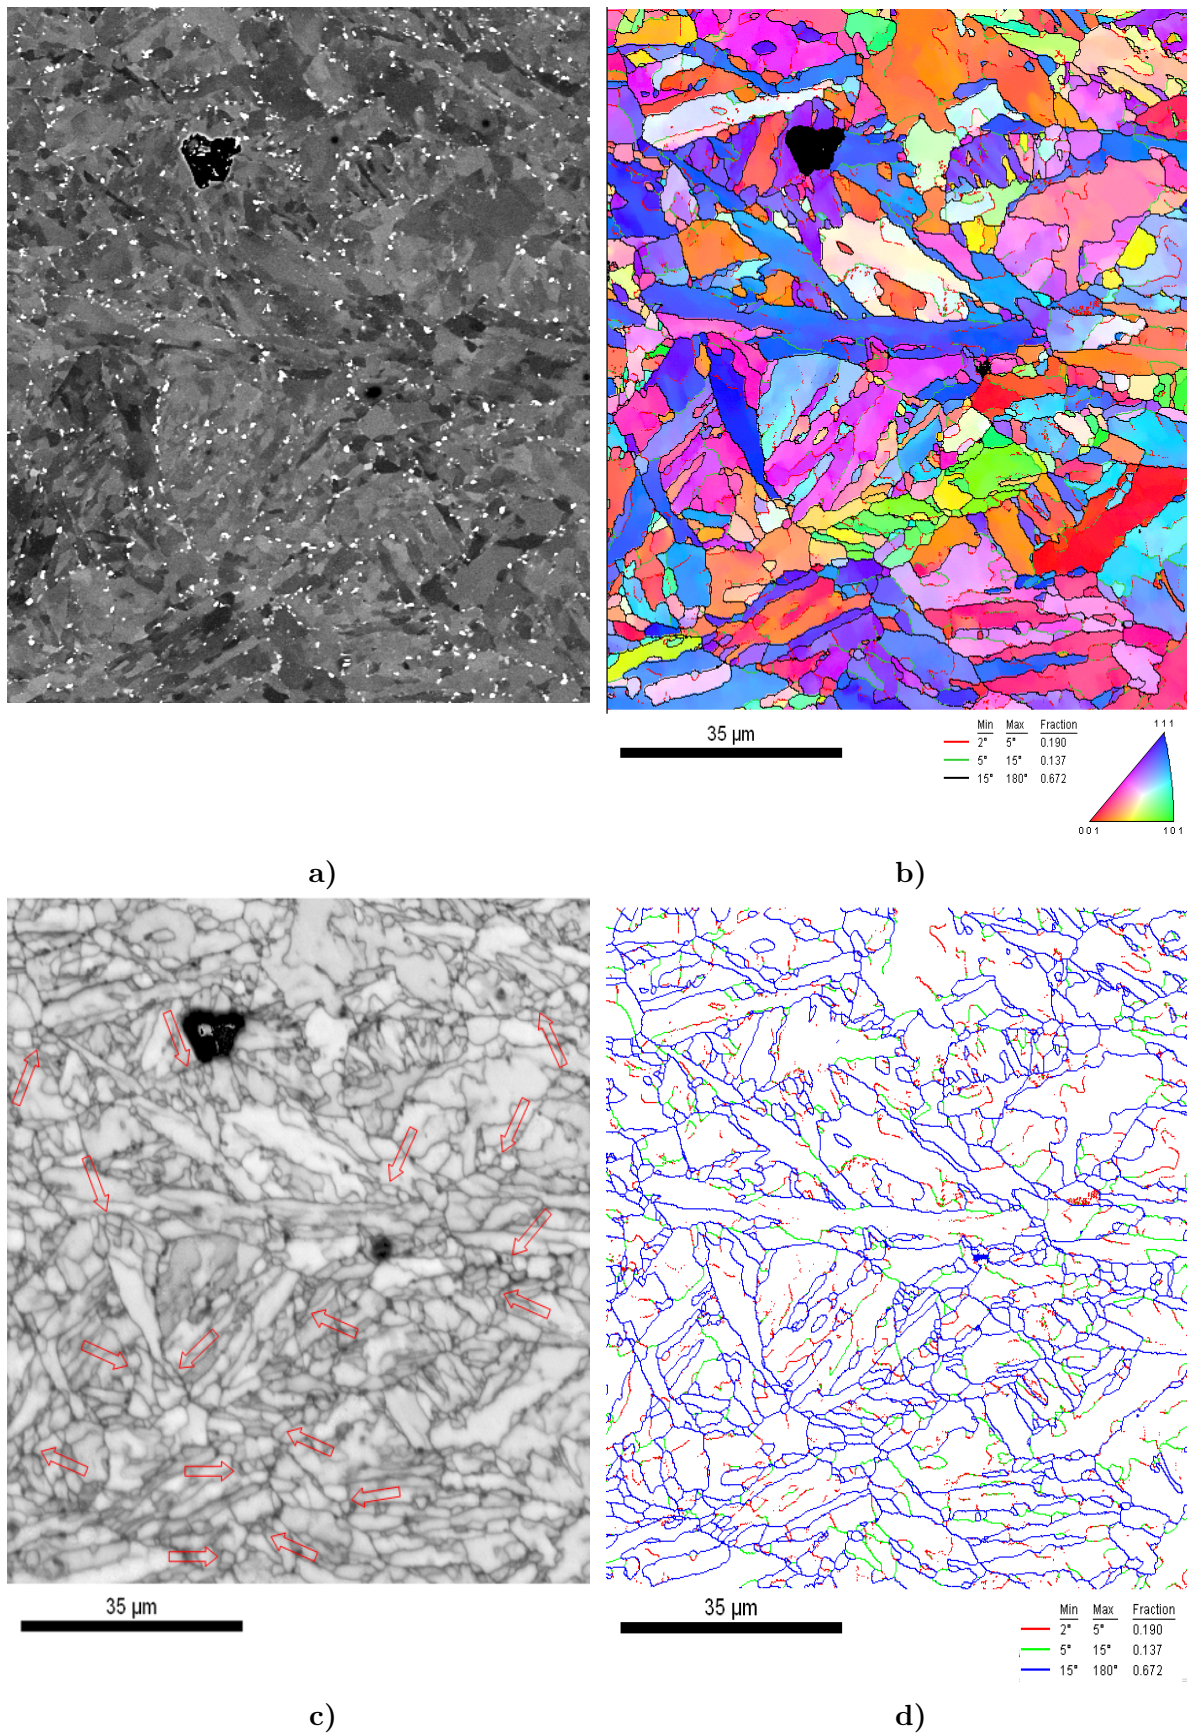 35 µm
Min Max Fraction
2° 5° 0.190
5° 15° 0.137
15° 180° 0.672
1 1 1
0 0 1 1 0 1
a) b)
35 µm 35 µm
Min Max Fraction
2° 5° 0.190
5° 15° 0.137
15° 180° 0.672
c) d)